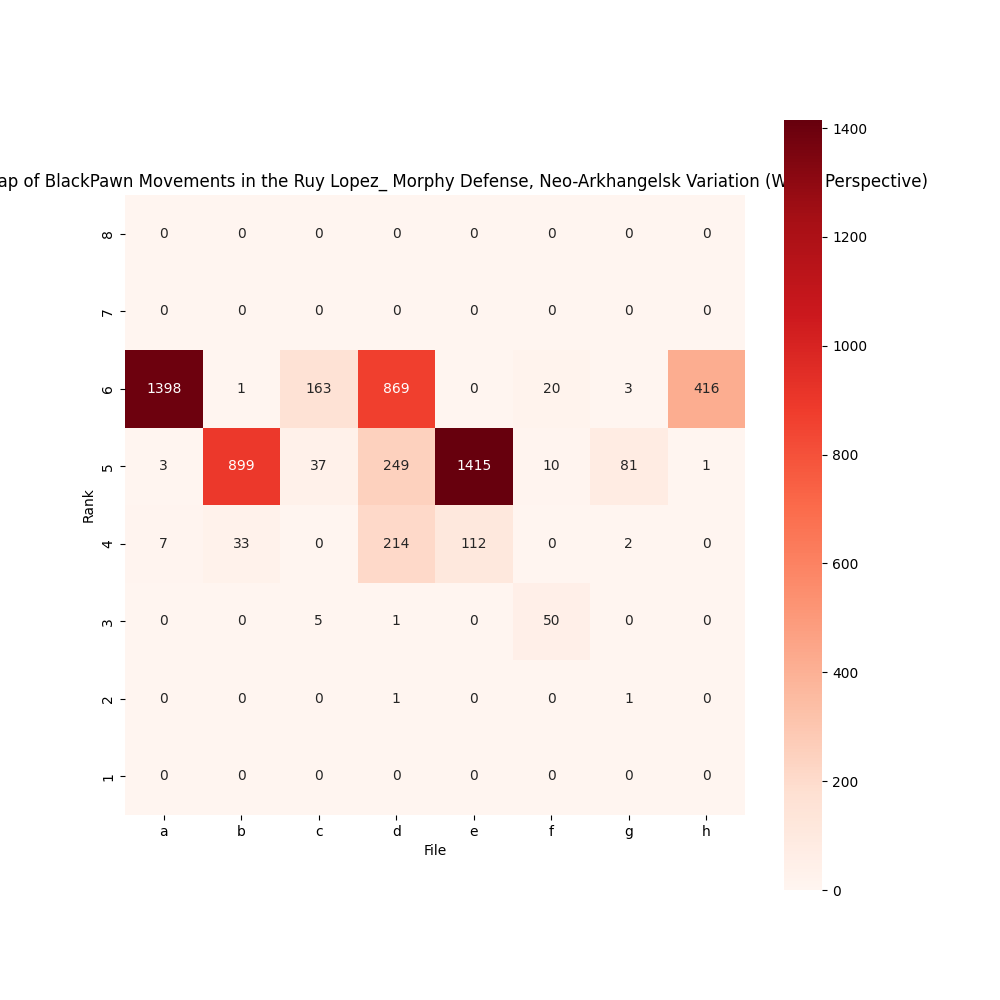 ap of BlackPawn Movements in the Ruy Lopez_ Morphy Defense, Neo-Arkhangelsk Variation (W Perspective)
1400
1200
1000
800
600
400
200
0
Rank
8 0 0 0 0 0 0 0 0
7 0 0 0 0 0 0 0 0
6 1398 1 163 869 0 20 3 416
5 3 899 37 249 1415 10 81 1
4 7 33 0 214 112 0 2 0
3 0 0 5 1 0 50 0 0
2 0 0 0 1 0 0 1 0
1 0 0 0 0 0 0 0 0
a b c d e f g h
File